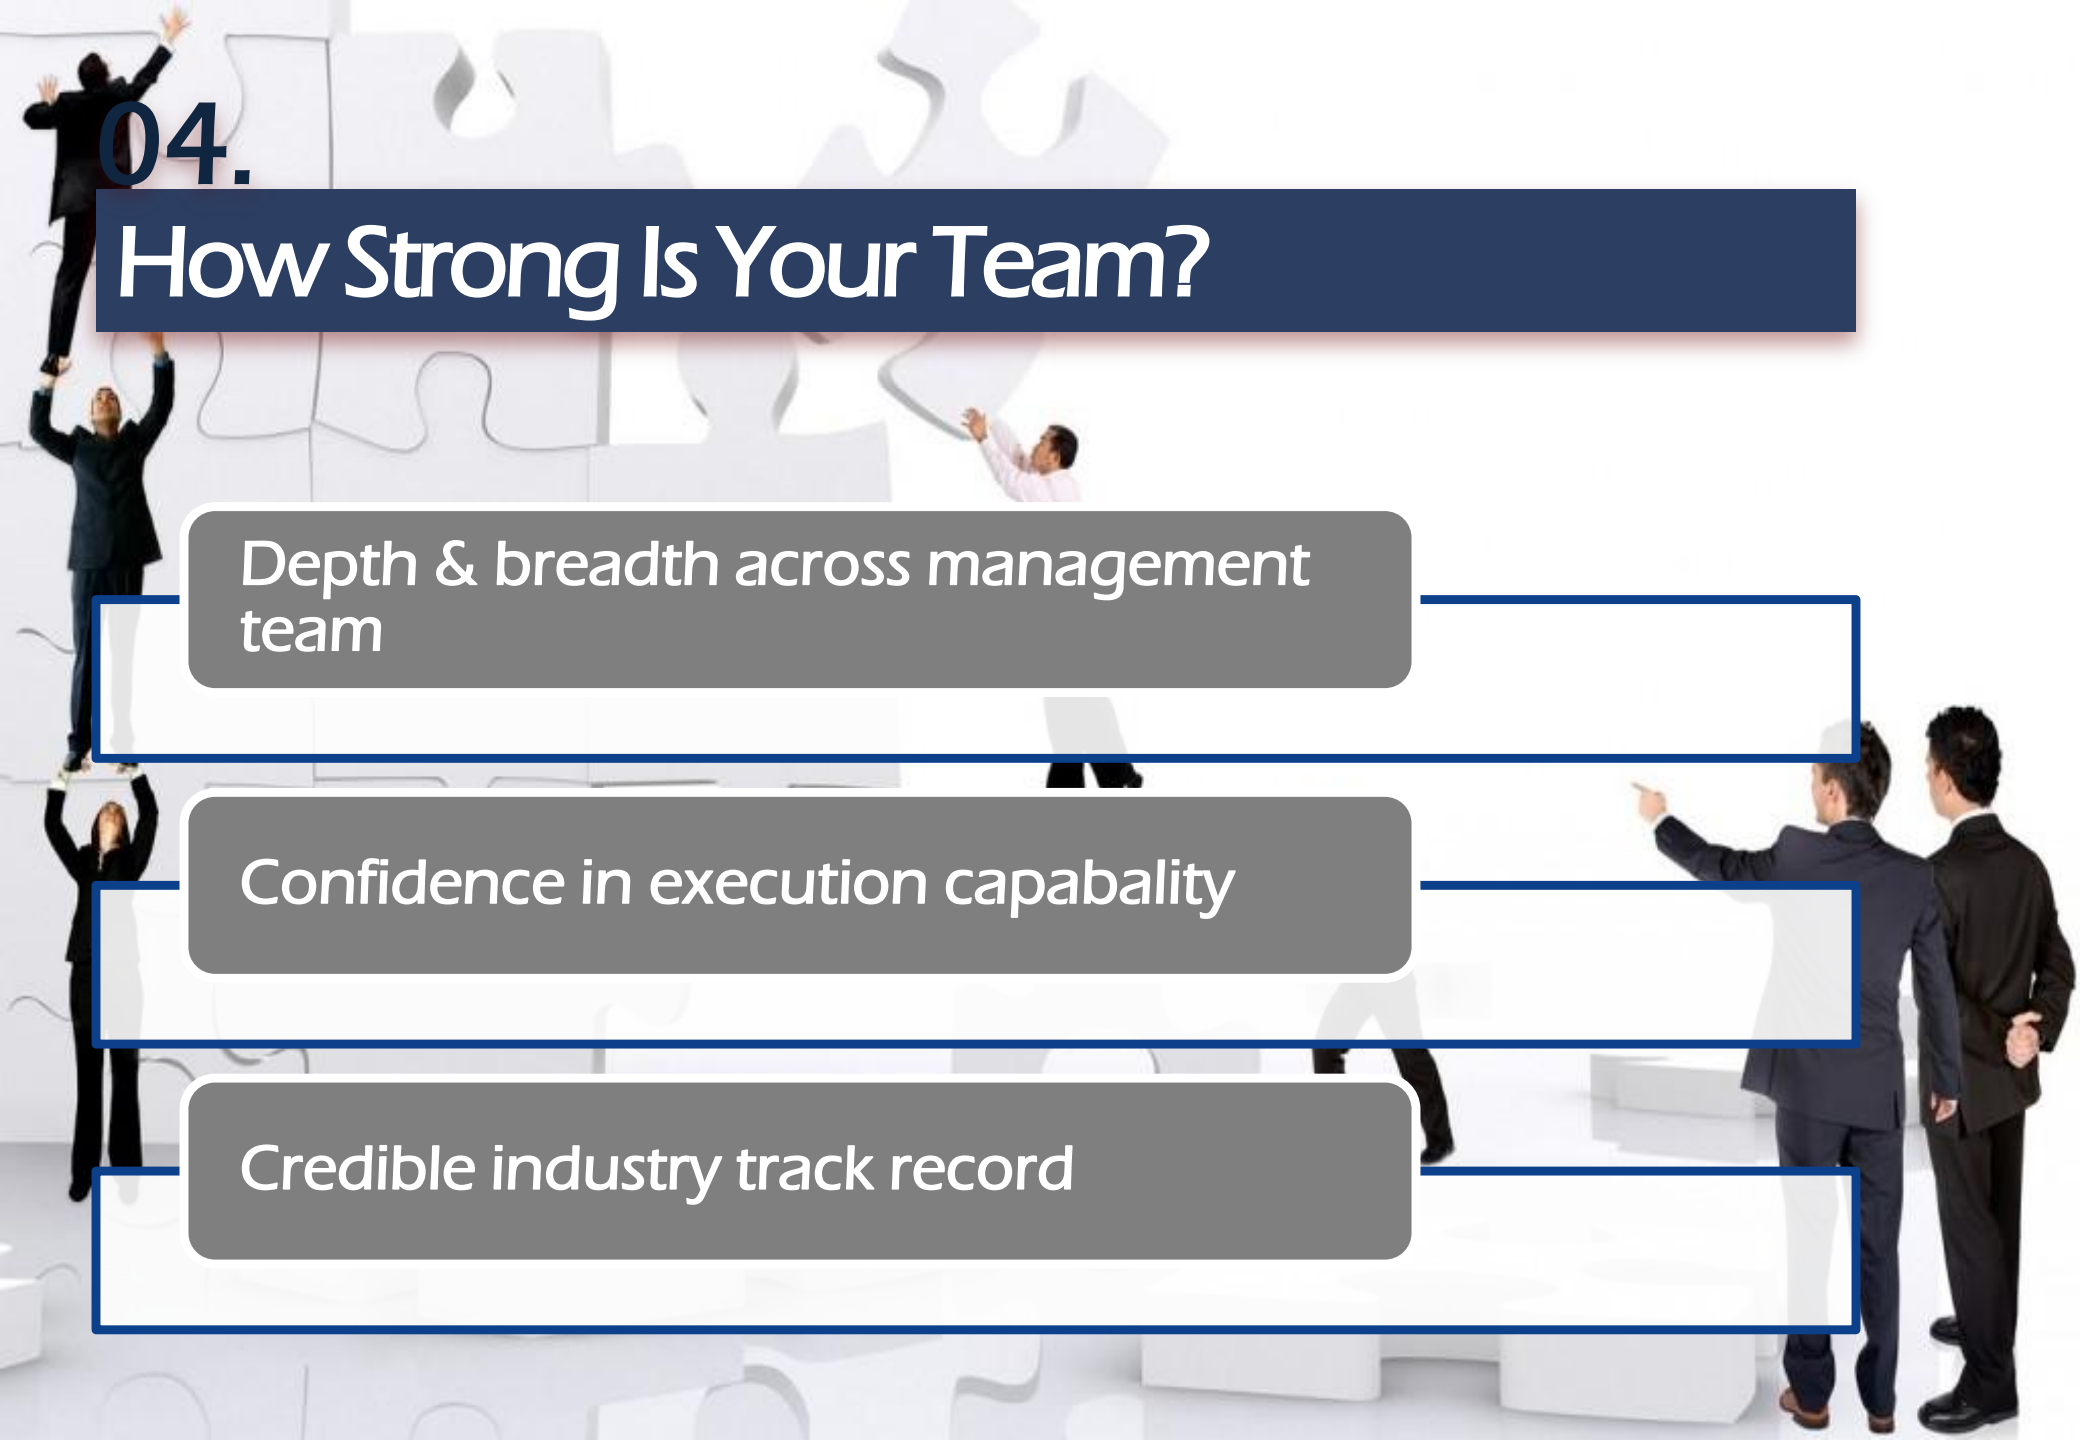 04.
How Strong Is Your Team?
Depth & breadth across management
team
Confidence in execution capabality
Credible industry track record